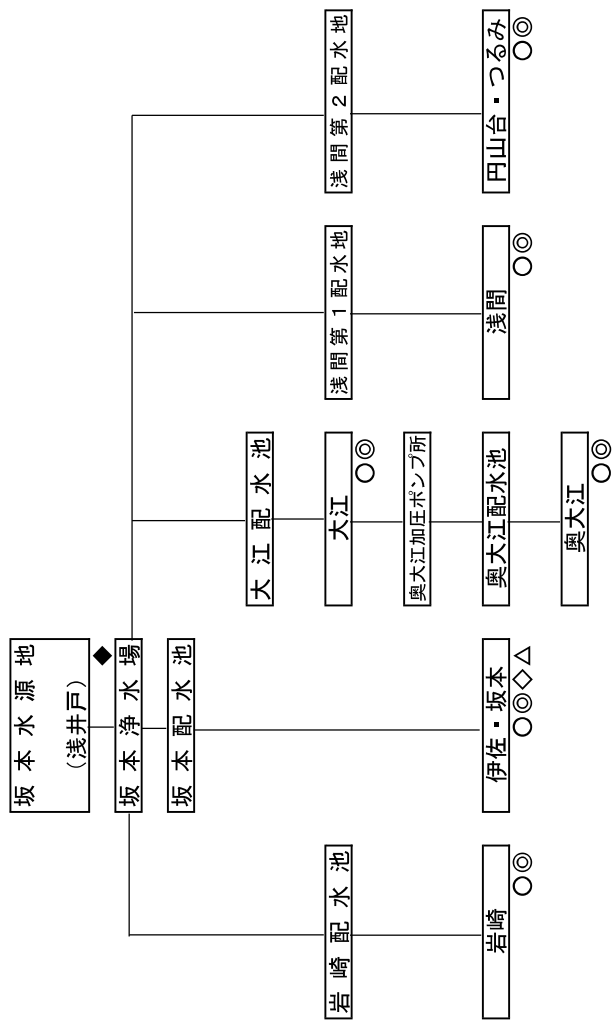 坂本水源地
（浅井戸）
◆
坂本浄水場
坂本配水池
伊佐・坂本
○◎◇△
岩崎配水池
岩崎
○◎
大江配水池
大江
○◎
奥大江加圧ポンプ所
奥大江配水池
奥大江
○◎
浅間第1配水地
浅間
○◎
浅間第2配水地
円山台・つるみ
○◎